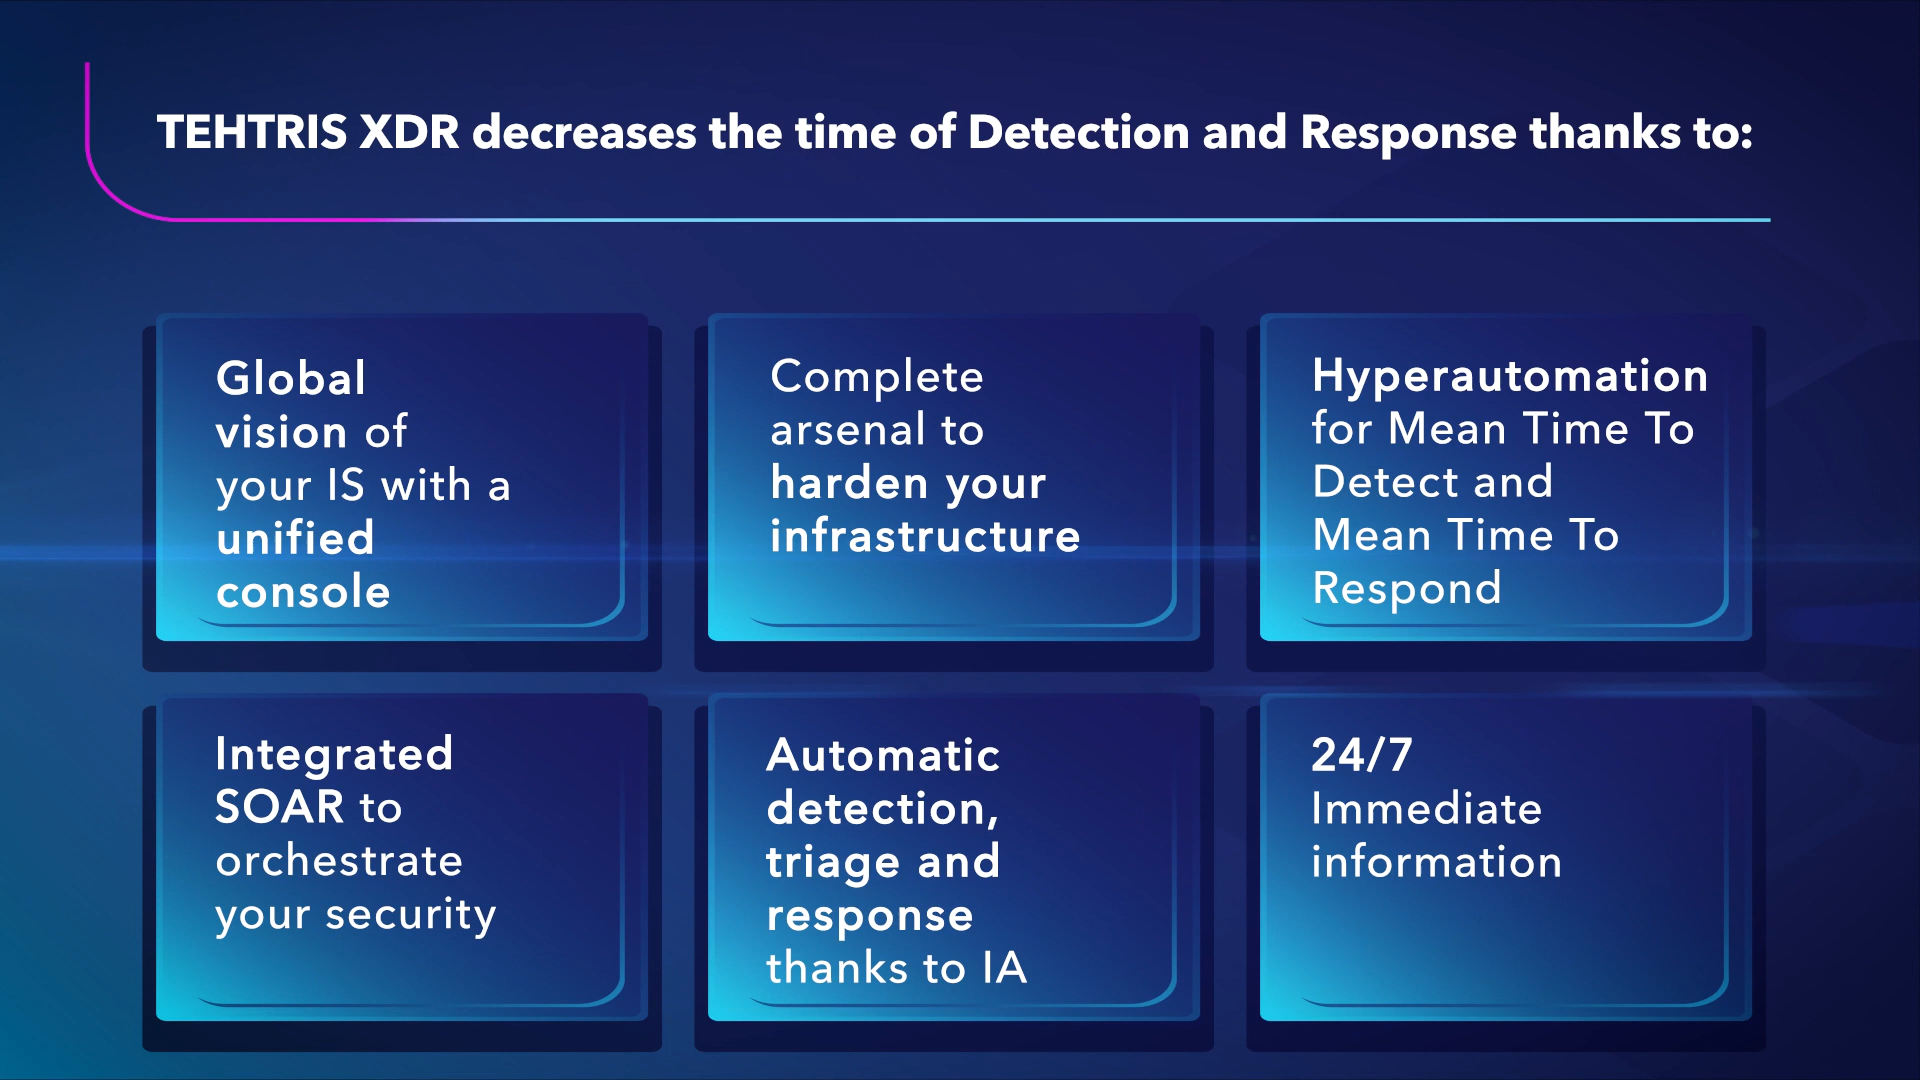 TEHTRIS XDR decreases the time of Detection and Response thanks to:
Global
vision of
your IS with a
unified
console
Complete
arsenal to
harden your
infrastructure
Hyperautomation
for Mean Time To
Detect and
Mean Time To
Respond
Integrated
SOAR to
orchestrate
your security
Automatic
detection,
triage and
response
thanks to IA
24/7
Immediate
information